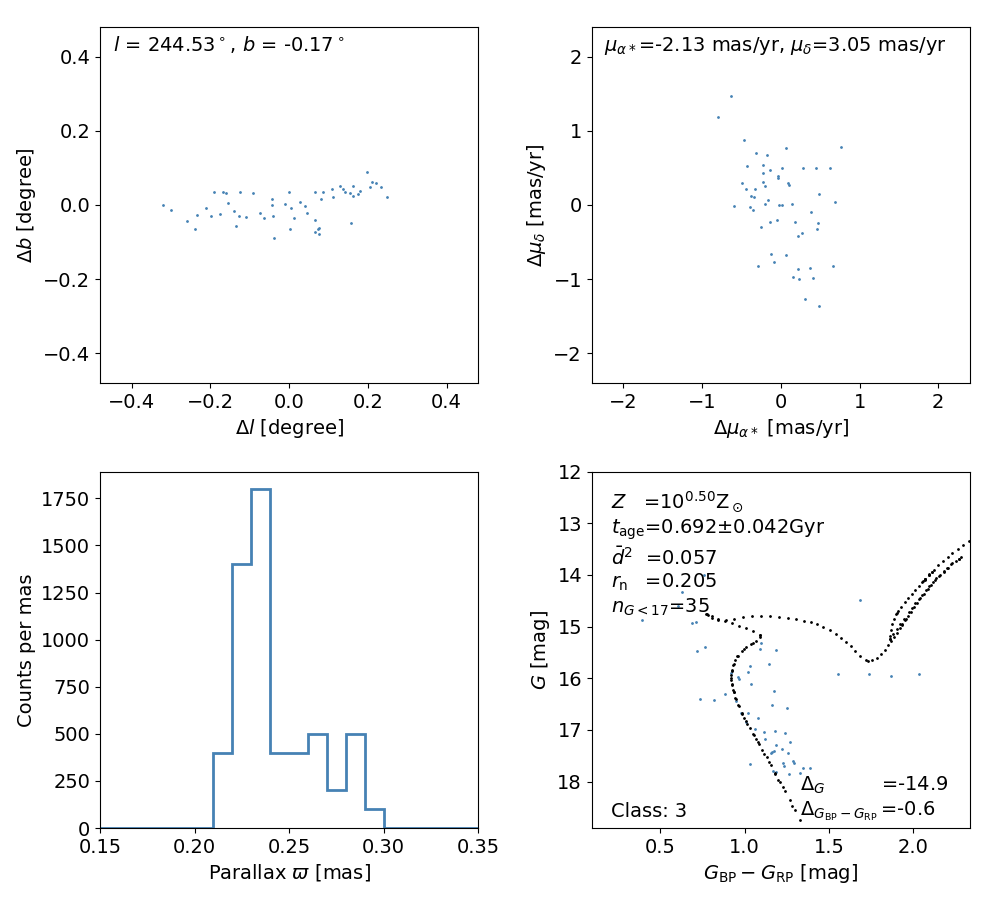 l = 244.53°, b = -0.17°
0.4
0.2
0.0
−0.2
−0.4
Δb [degree]
−0.4 −0.2 0.0 0.2 0.4
Δl [degree]
μα*=-2.13 mas/yr, μδ=3.05 mas/yr
2
1
0
−1
−2
Δμδ [mas/yr]
−2 −1 0 1 2
Δμα* [mas/yr]
1750
1500
1250
1000
750
500
250
0
Counts per mas
0.15 0.20 0.25 0.30 0.35
Parallax ϖ [mas]
12
13
14
15
16
17
18
G [mag]
Z =10^0.50 Z⊙
t_age=0.692±0.042Gyr
d̄² =0.057
r_n =0.205
n_G<17=35
Δ_G =-14.9
Δ_G_BP−G_RP =-0.6
Class: 3
0.5 1.0 1.5 2.0
G_BP − G_RP [mag]